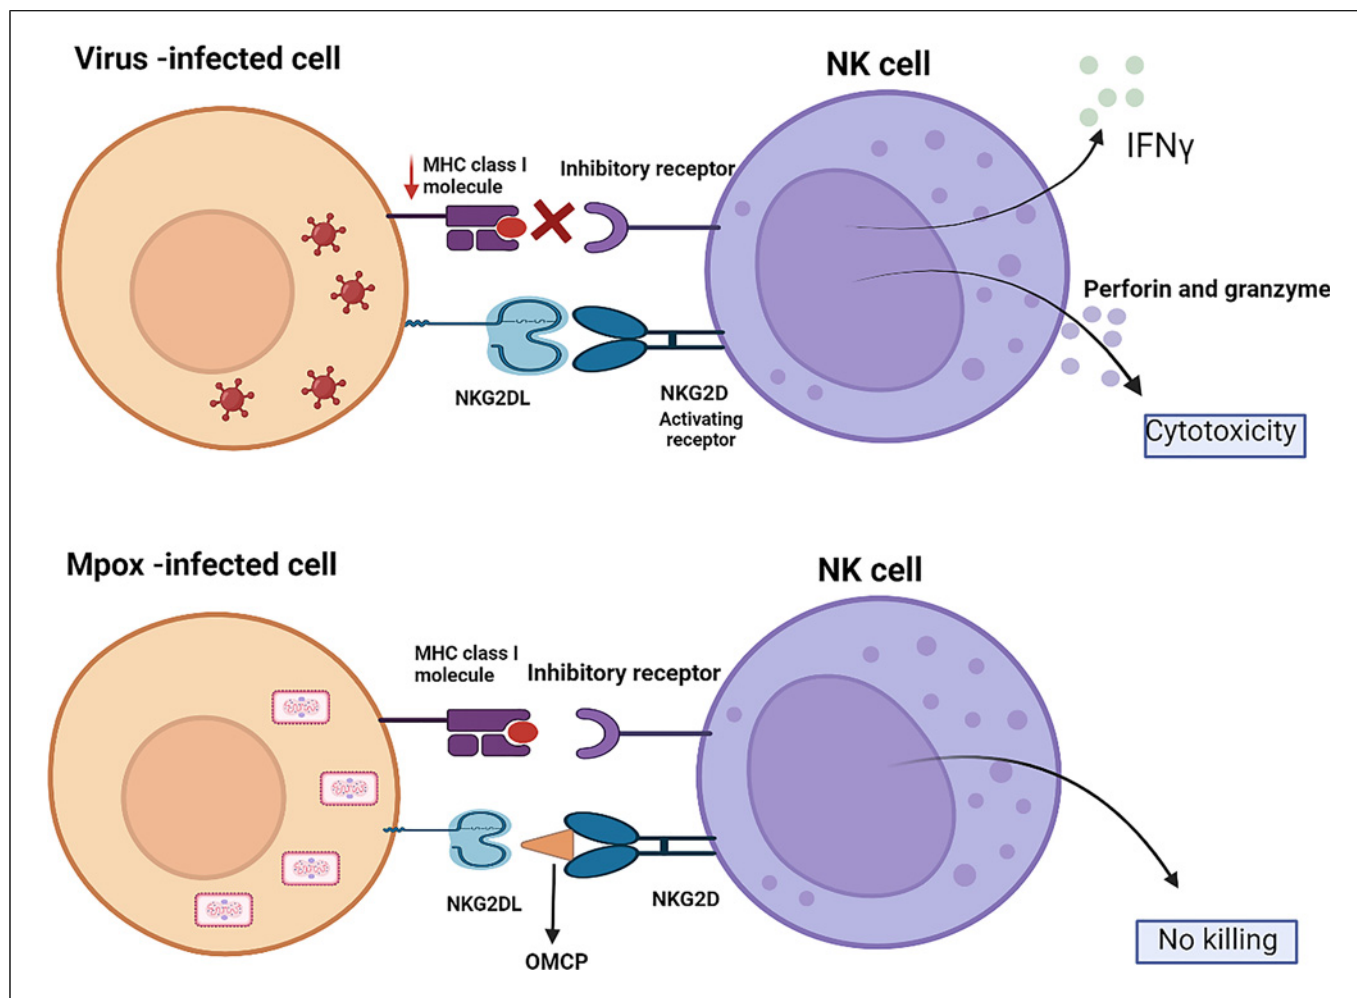 Virus -infected cell
NK cell
IFNγ
MHC class I
molecule
Inhibitory receptor
Perforin and granzyme
NKG2DL
NKG2D
Activating
receptor
Cytotoxicity
Mpox -infected cell
NK cell
MHC class I
molecule
Inhibitory receptor
NKG2DL
NKG2D
OMCP
No killing